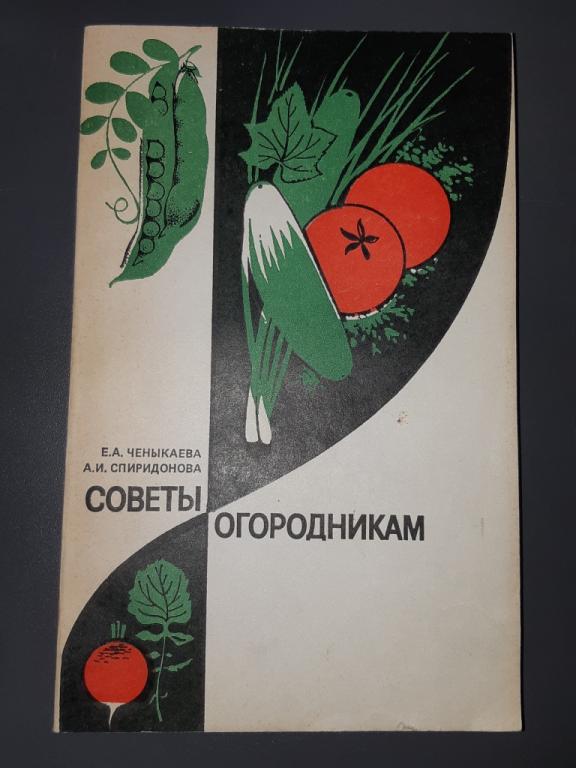 Е.А. ЧЕНЫКАЕВА
А.И. СПИРИДОНОВА
СОВЕТЫ
ОГОРОДНИКАМ